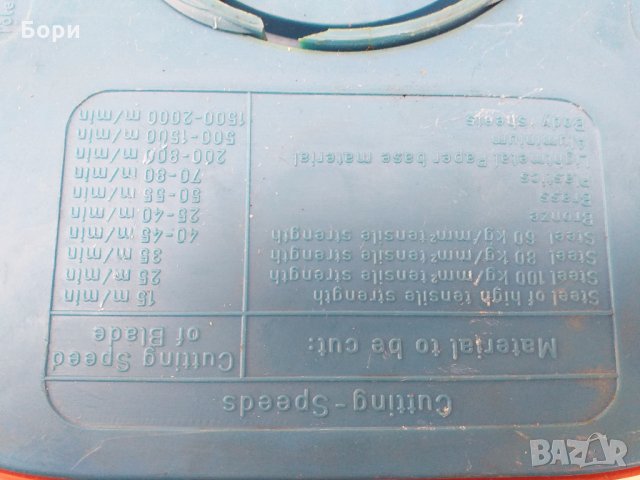 Бори
Cutting-Speeds
Material to be cut: Cutting Speed
of Blade
Steel of high tensile strength 15 m/min
Steel 100 kg/mm² tensile strength 25 m/min
Steel 80 kg/mm² tensile strength 35 m/min
Steel 60 kg/mm² tensile strength 40-45 m/min
Bronze 25-40 m/min
Brass 50-55 m/min
Plastics 70-80 m/min
Lightmetal Paper base material 200-800 m/min
Aluminium 500-1500 m/min
Body sheets 1500-2000 m/min
BAZAR